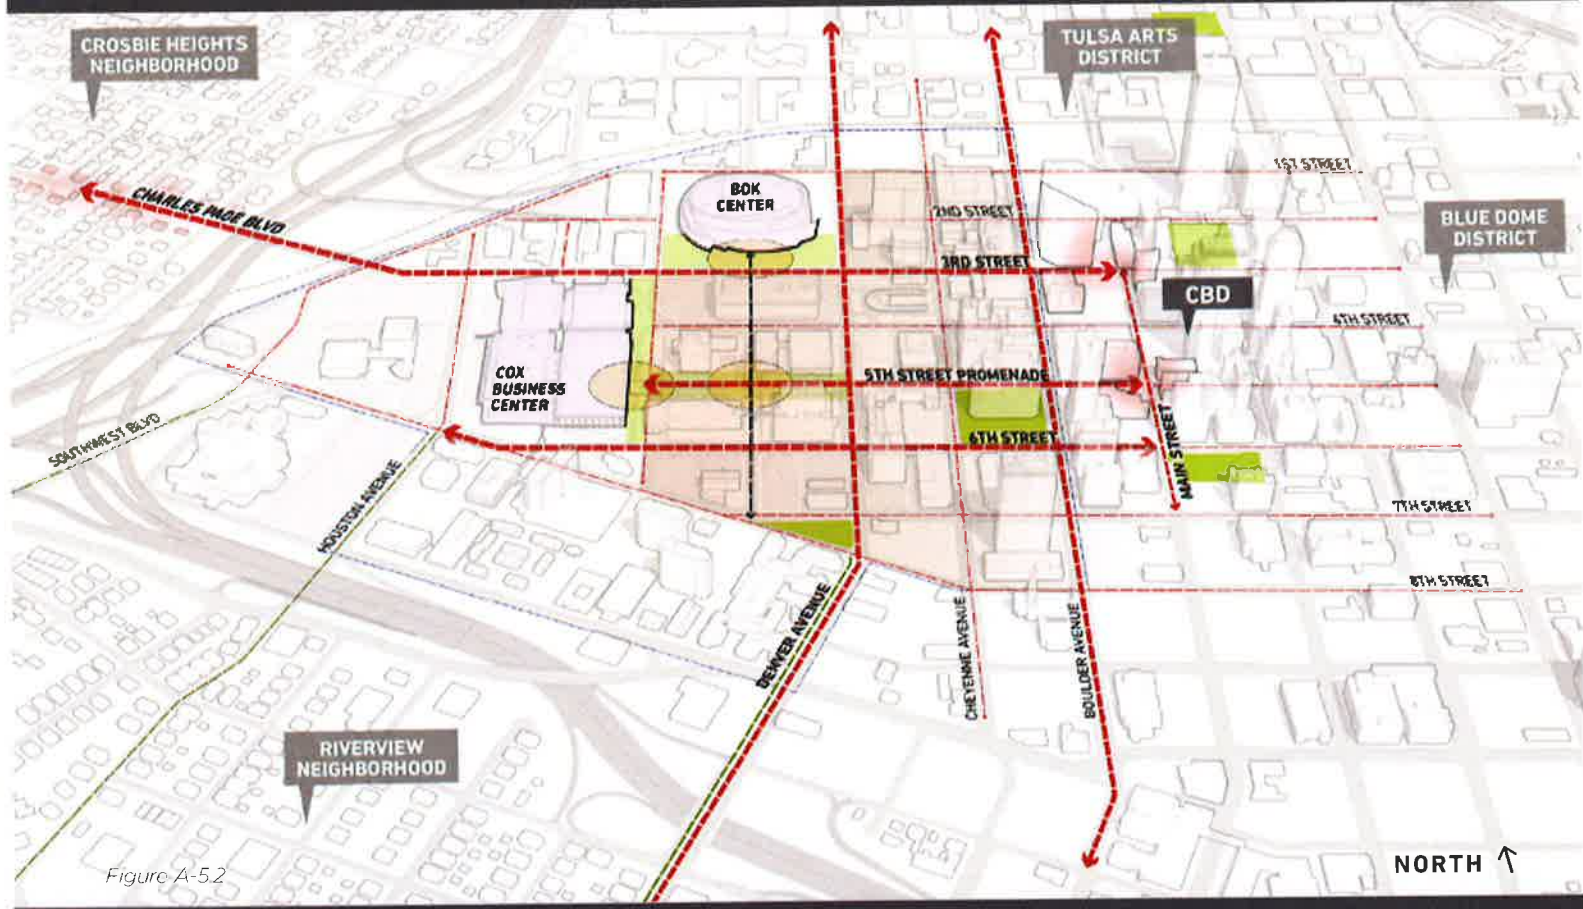 CROSBIE HEIGHTS
NEIGHBORHOOD
TULSA ARTS
DISTRICT
1ST STREET
BOK
CENTER
CHARLES PAGE BLVD
2ND STREET
BLUE DOME
DISTRICT
3RD STREET
CBD
4TH STREET
COX
BUSINESS
CENTER
5TH STREET PROMENADE
SOUTHWEST BLVD
6TH STREET
MAIN STREET
HOUSTON AVENUE
7TH STREET
8TH STREET
DENVER AVENUE
CHEYENNE AVENUE
BOULDER AVENUE
RIVERVIEW
NEIGHBORHOOD
Figure A-5.2
NORTH